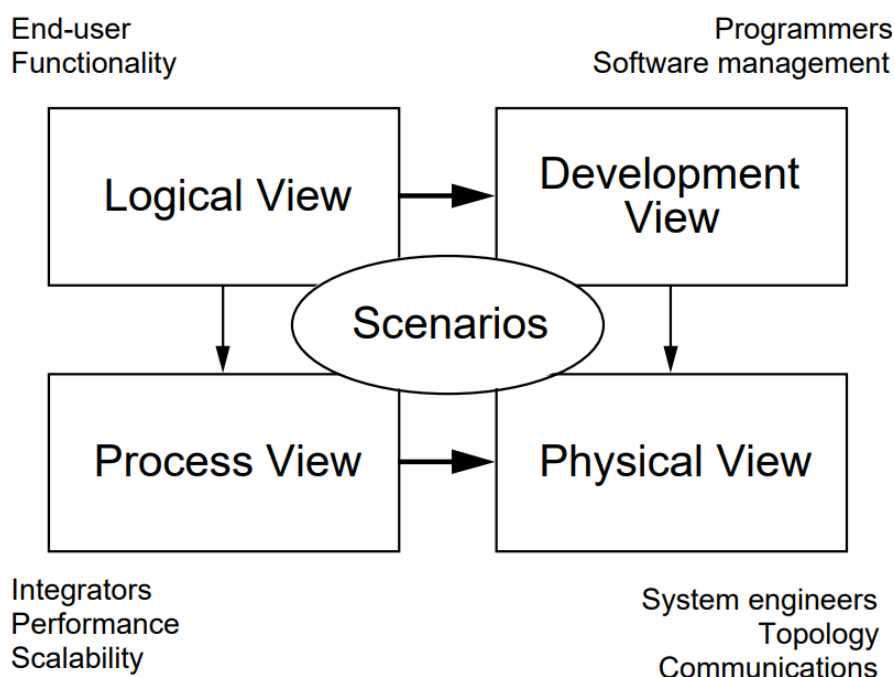 End-user
Functionality
Programmers
Software management
Logical View
Development
View
Scenarios
Process View
Physical View
Integrators
Performance
Scalability
System engineers
Topology
Communications